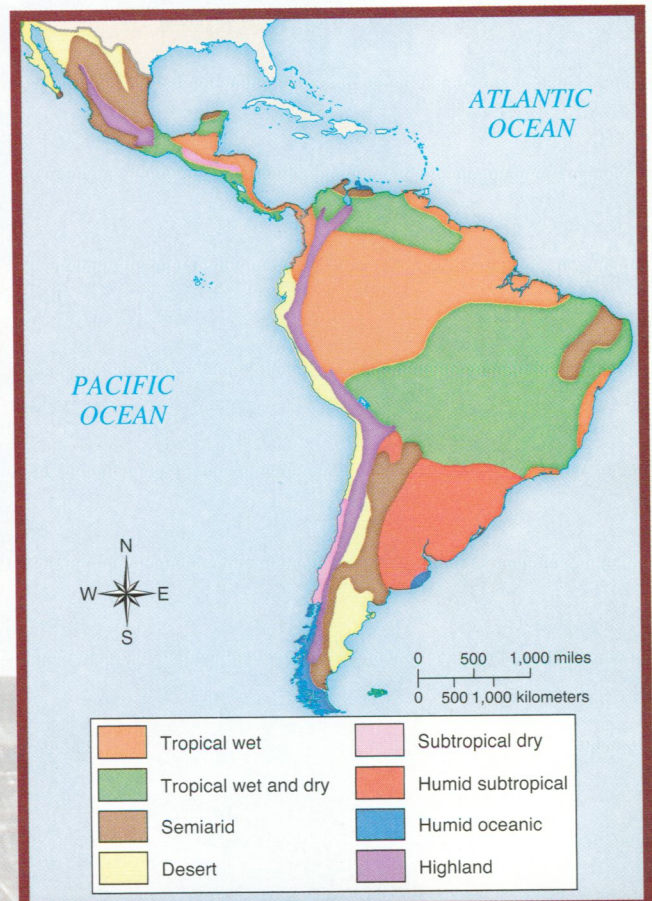 ATLANTIC
OCEAN
PACIFIC
OCEAN
N
W E
S
0 500 1,000 miles
0 500 1,000 kilometers
Tropical wet
Tropical wet and dry
Semiarid
Desert
Subtropical dry
Humid subtropical
Humid oceanic
Highland